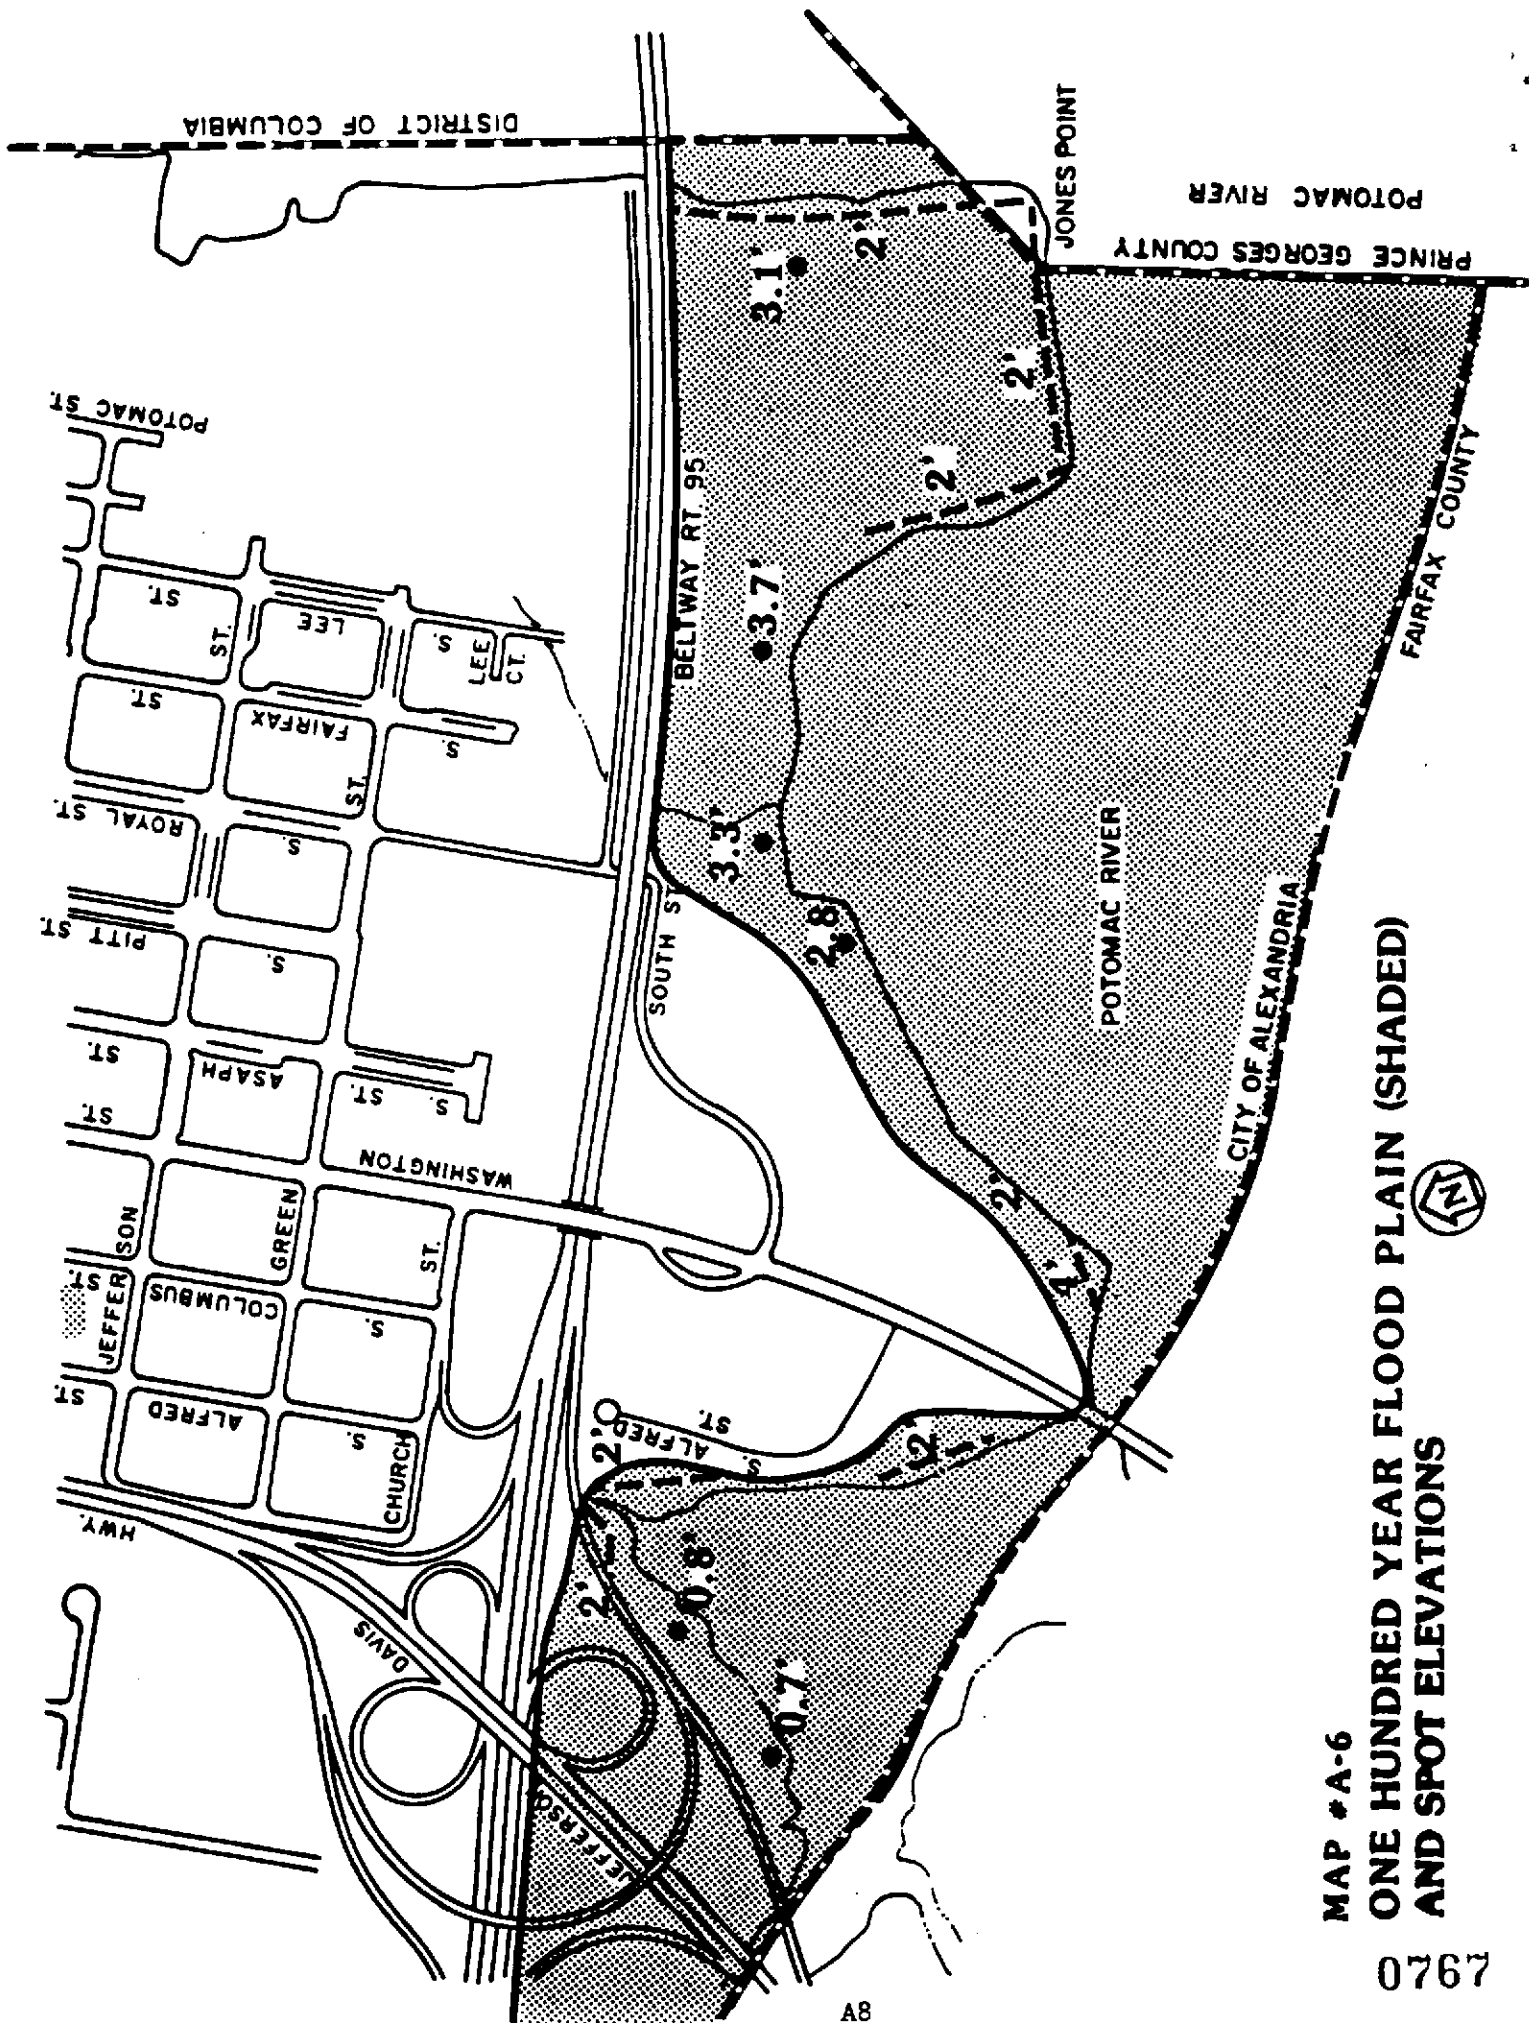 MAP # A-6
ONE HUNDRED YEAR FLOOD PLAIN (SHADED)
AND SPOT ELEVATIONS
N
0767
A8
DISTRICT OF COLUMBIA
JONES POINT
POTOMAC RIVER
PRINCE GEORGES COUNTY
FAIRFAX COUNTY
CITY OF ALEXANDRIA
POTOMAC RIVER
BELTWAY RT. 95
SOUTH ST
POTOMAC ST.
S. LEE ST.
LEE CT.
S. FAIRFAX ST.
S. ROYAL ST.
S. PITT ST.
S. ASAPH ST.
ST.
WASHINGTON ST.
S. COLUMBUS ST.
S. ALFRED ST.
S. ALFRED ST.
JEFFERSON ST.
GREEN ST.
CHURCH ST.
JEFFERSO DAVIS HWY.
3.1'
2'
2'
2'
3.7'
3.3'
2.8
2'
4'
2'
2'
2'
0.8'
0.7'